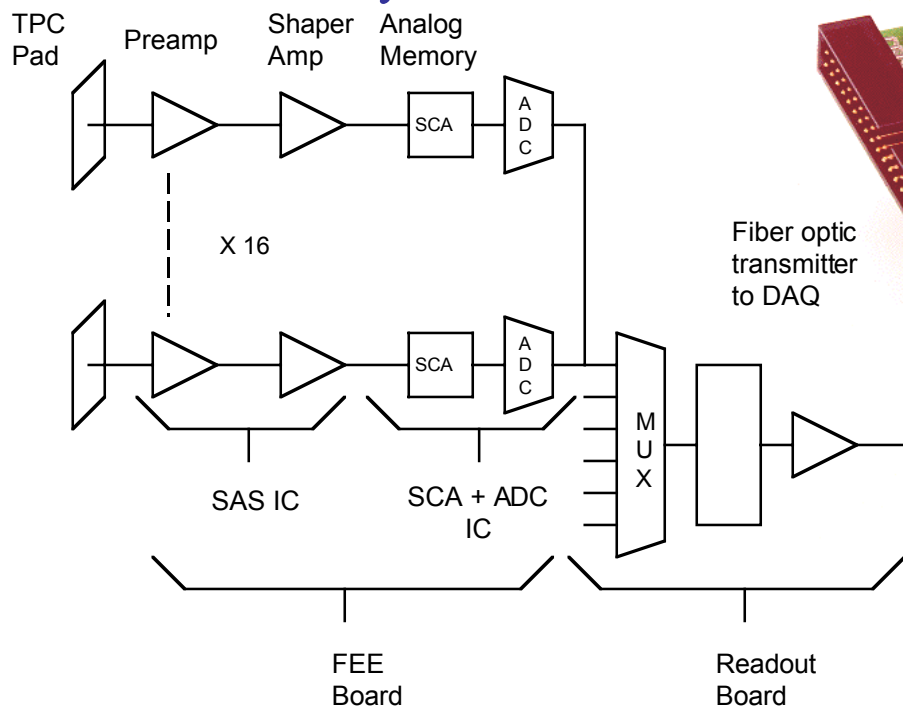 TPC
Pad
Preamp
Shaper
Amp
Analog
Memory
SCA
A
D
C
X 16
Fiber optic
transmitter
to DAQ
SCA
A
D
C
M
U
X
SAS IC
SCA + ADC
IC
FEE
Board
Readout
Board